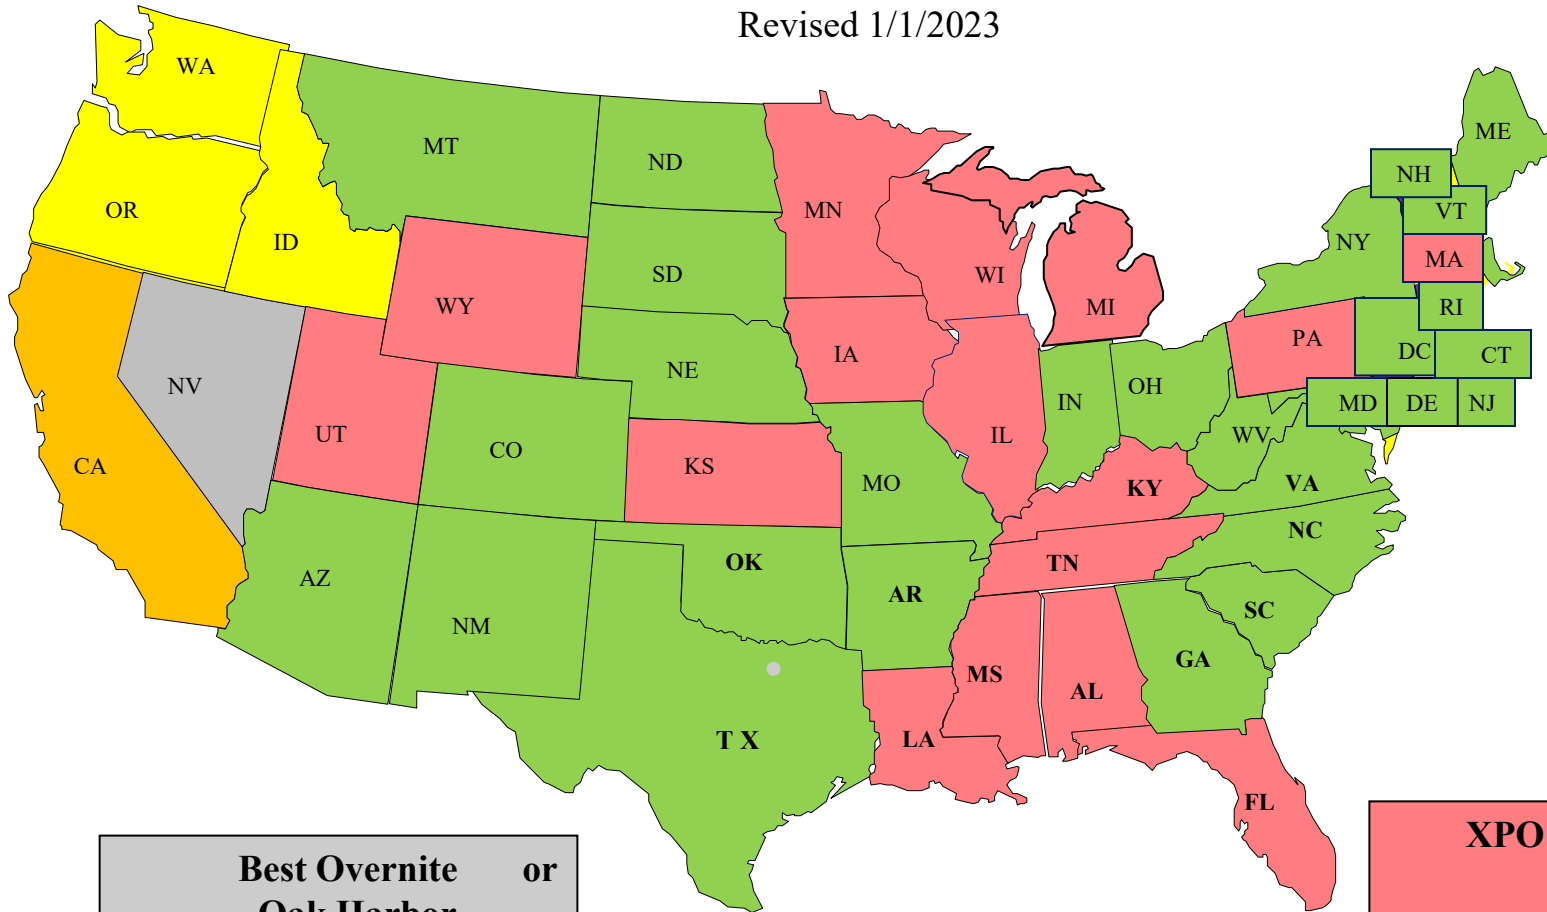 Revised 1/1/2023
WA
MT
ND
MN
ME
NH
VT
OR
ID
SD
WI
NY
MA
WY
MI
RI
NV
NE
IA
PA
DC
CT
UT
CO
KS
MO
IL
IN
OH
WV
MD
DE
NJ
CA
KY
VA
AZ
NM
OK
AR
TN
NC
SC
GA
MS
AL
T X
LA
FL
Best Overnite or
Oak Harbor
XPO